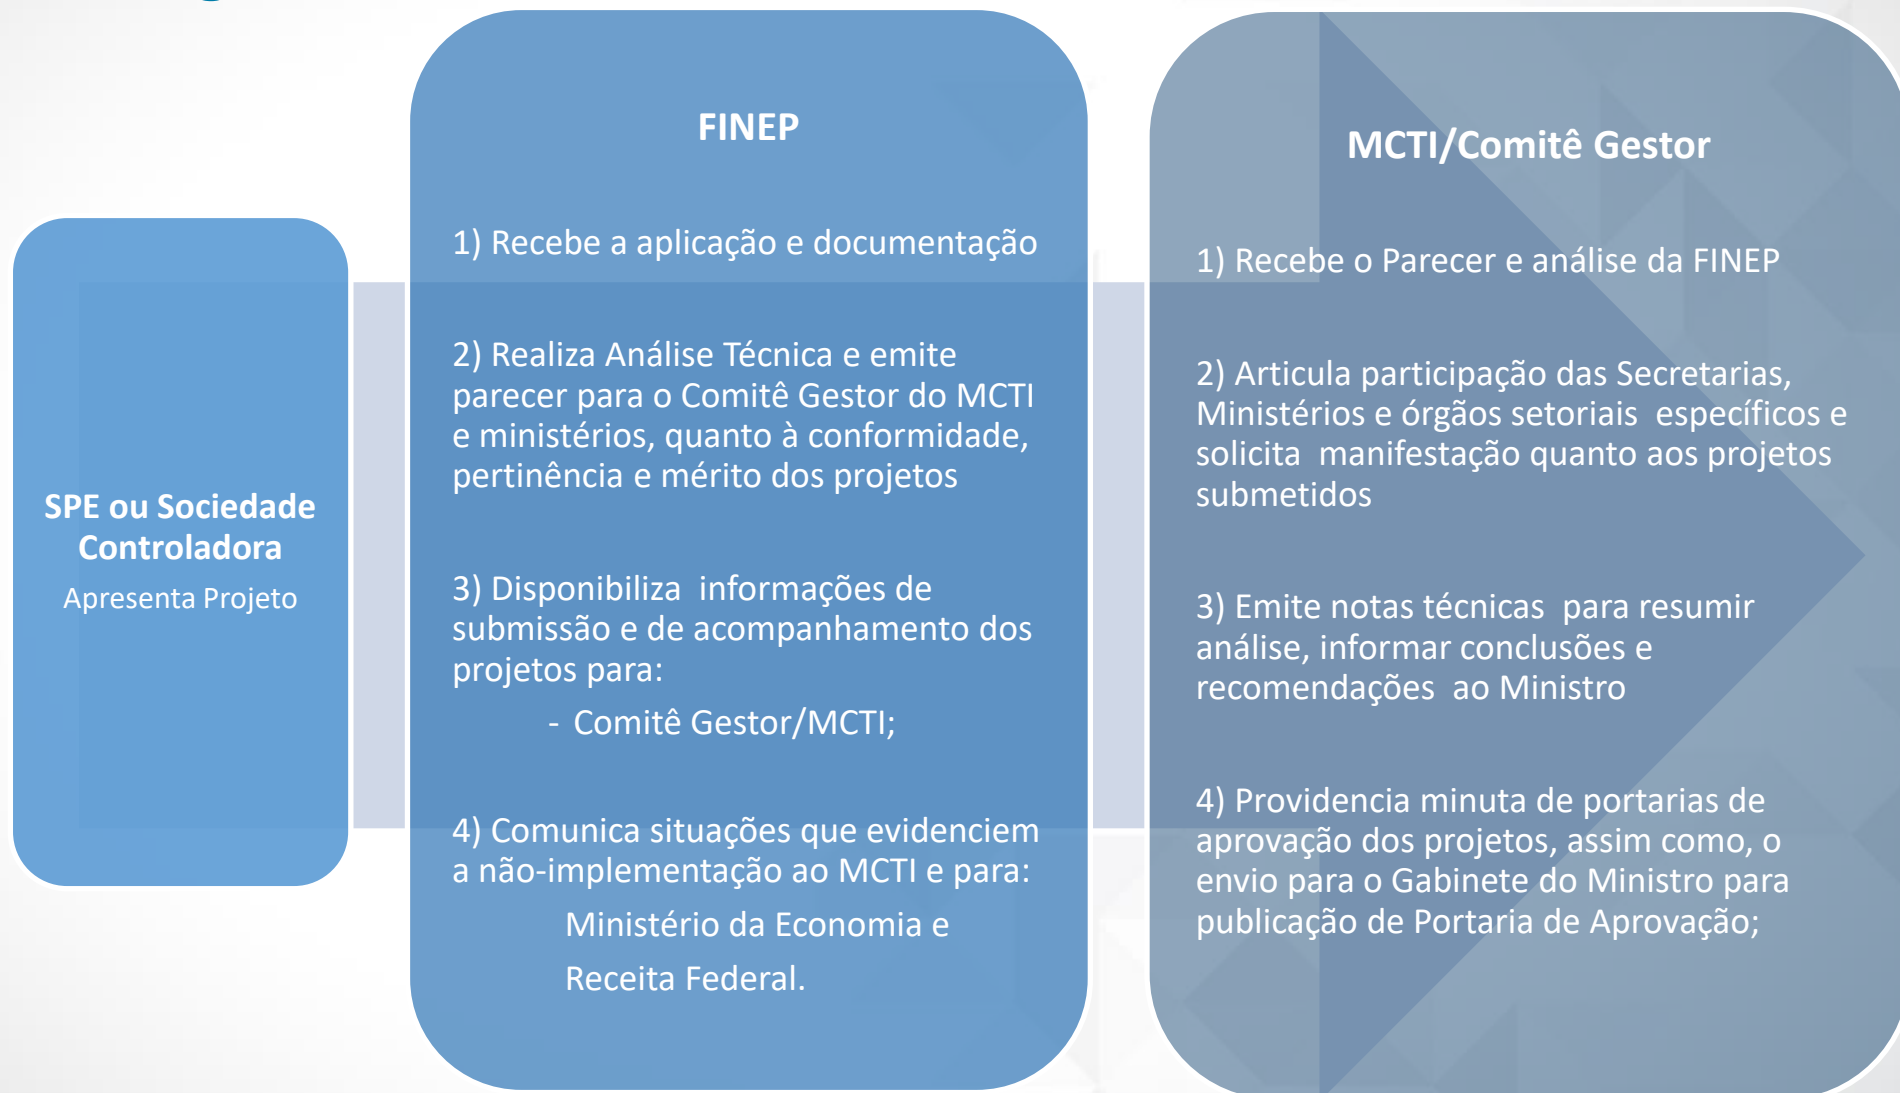 SPE ou Sociedade
Controladora
Apresenta Projeto
FINEP
1) Recebe a aplicação e documentação
2) Realiza Análise Técnica e emite
parecer para o Comitê Gestor do MCTI
e ministérios, quanto à conformidade,
pertinência e mérito dos projetos
3) Disponibiliza informações de
submissão e de acompanhamento dos
projetos para:
- Comitê Gestor/MCTI;
4) Comunica situações que evidenciem
a não-implementação ao MCTI e para:
Ministério da Economia e
Receita Federal.
MCTI/Comitê Gestor
1) Recebe o Parecer e análise da FINEP
2) Articula participação das Secretarias,
Ministérios e órgãos setoriais específicos e
solicita manifestação quanto aos projetos
submetidos
3) Emite notas técnicas para resumir
análise, informar conclusões e
recomendações ao Ministro
4) Providencia minuta de portarias de
aprovação dos projetos, assim como, o
envio para o Gabinete do Ministro para
publicação de Portaria de Aprovação;